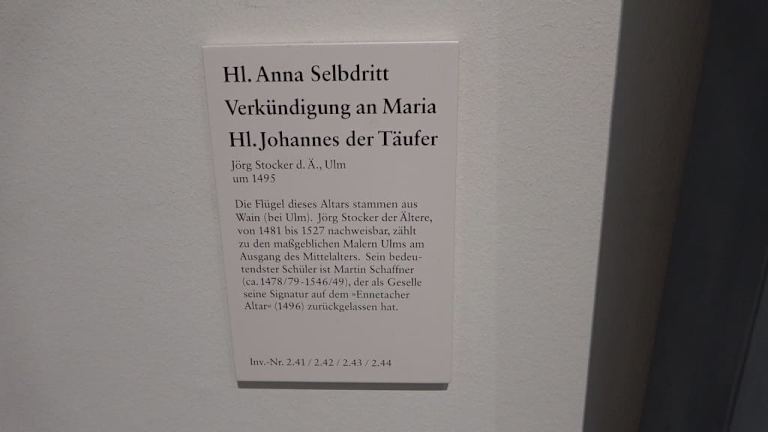 Hl. Anna Selbdritt
Verkündigung an Maria
Hl. Johannes der Täufer
Jörg Stocker d. Ä., Ulm
um 1495
Die Flügel dieses Altars stammen aus
Wain (bei Ulm). Jörg Stocker der Ältere,
von 1481 bis 1527 nachweisbar, zählt
zu den maßgeblichen Malern Ulms am
Ausgang des Mittelalters. Sein bedeu-
tendster Schüler ist Martin Schaffner
(ca. 1478/79-1546/49), der als Geselle
seine Signatur auf dem »Ennetacher
Altar« (1496) zurückgelassen hat.
Inv.-Nr. 2.41 / 2.42 / 2.43 / 2.44